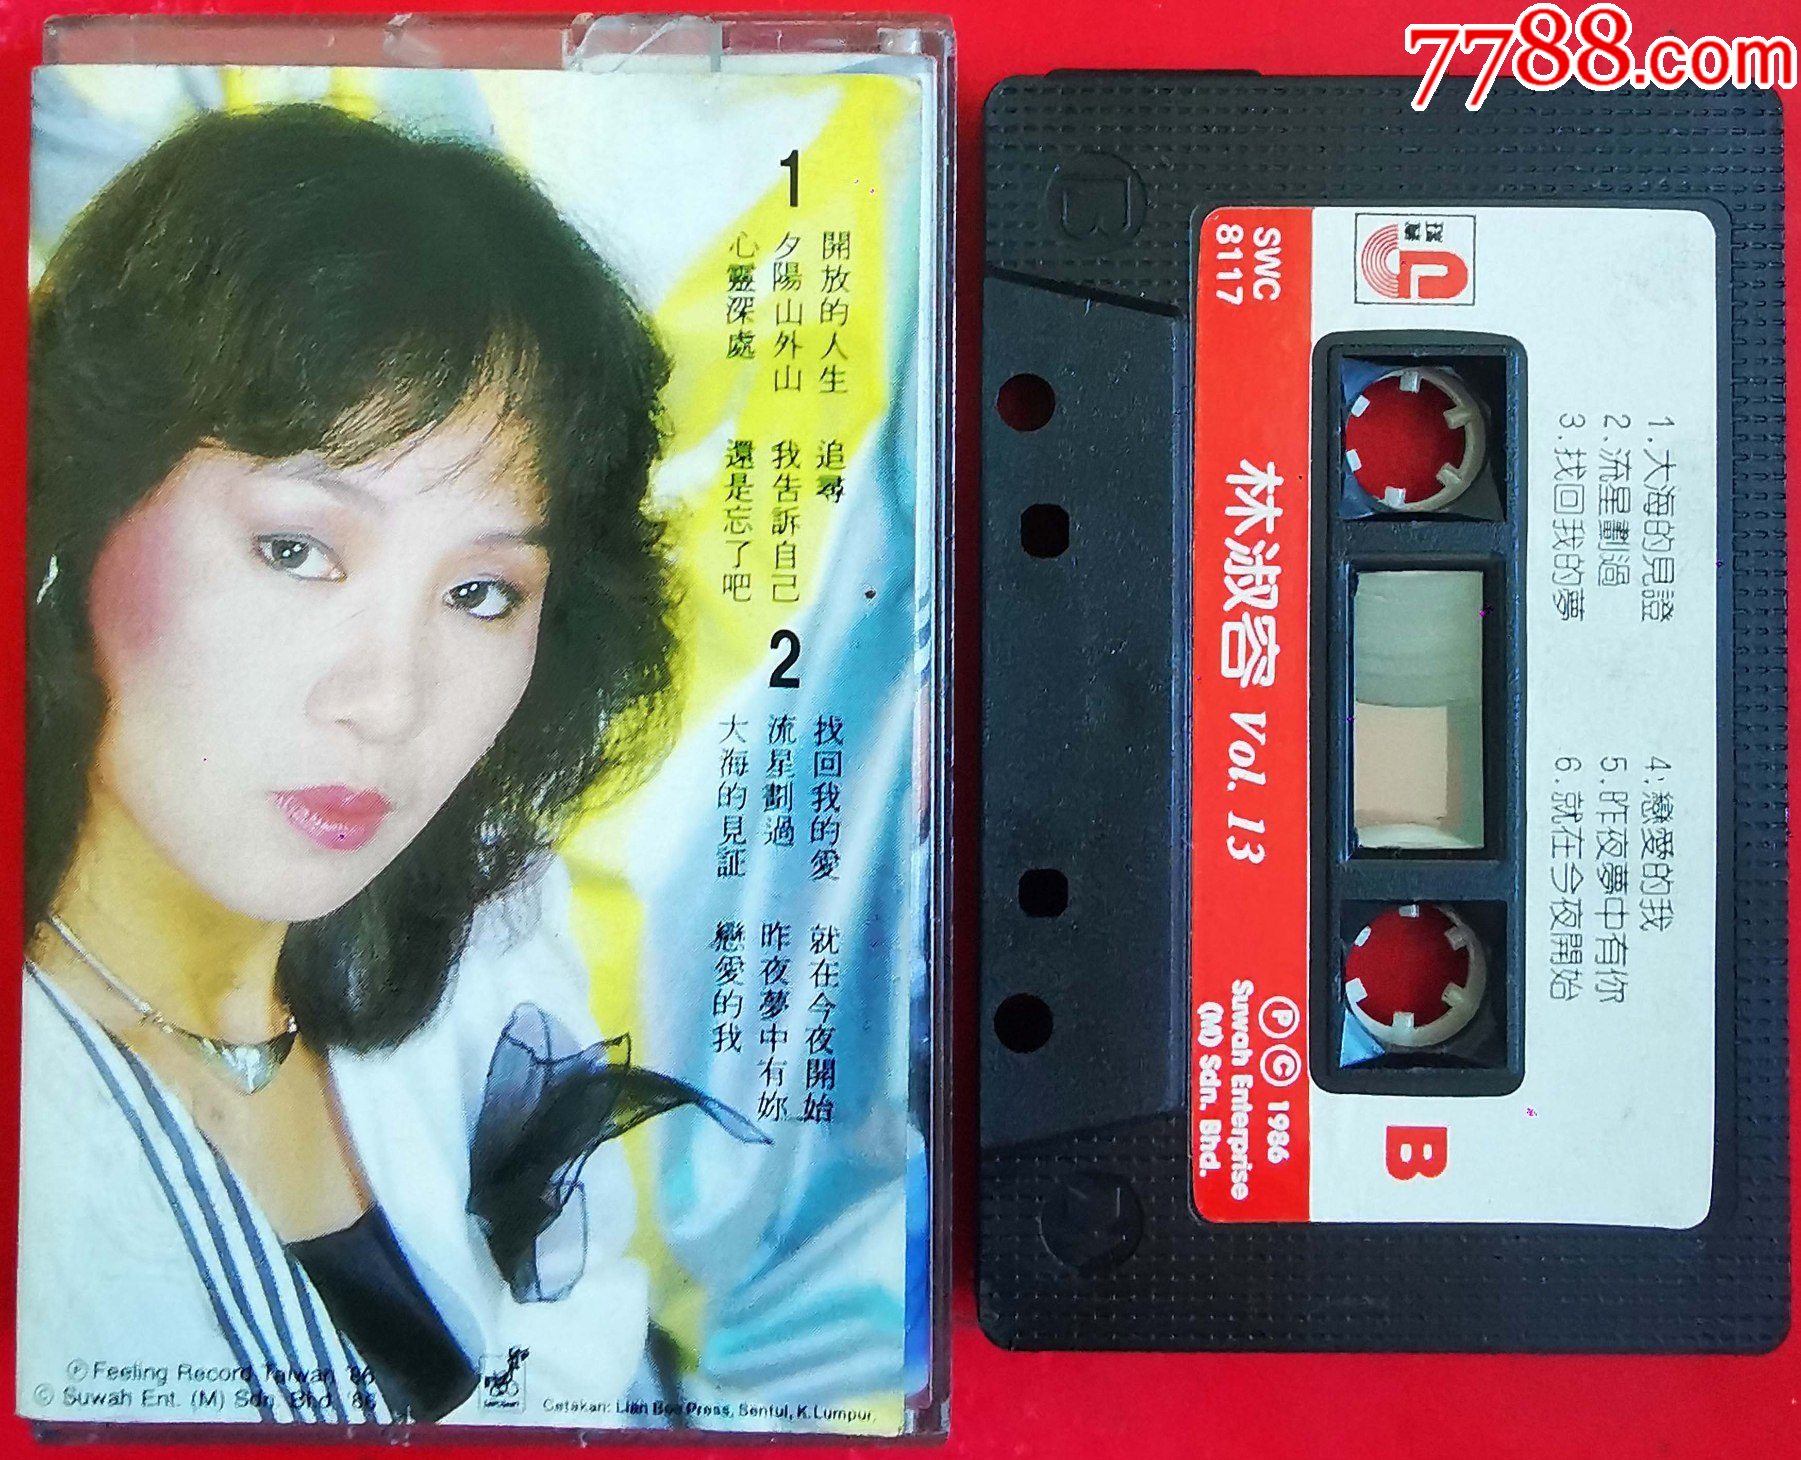 7788.com
1
開放的人生 追尋
夕陽山外山 我告訴自己
心靈深處 還是忘了吧
2
找回我的愛 就在今夜開始
流星劃過 昨夜夢中有妳
大海的見証 戀愛的我
Ⓟ Feeling Record Taiwan '86
© Suwah Ent. (M) Sdn. Bhd. '86
Cetakan: Lian Boo Press, Sentul, K. Lumpur.
B
SWC
8117
林淑容 Vol. 13
ⓅⒸ 1986
Suwah Enterprise
(M) Sdn. Bhd.
1.大海的見證
2.流星劃過
3.找回我的夢
4:戀愛的我
5.昨夜夢中有你
6.就在今夜開始
B